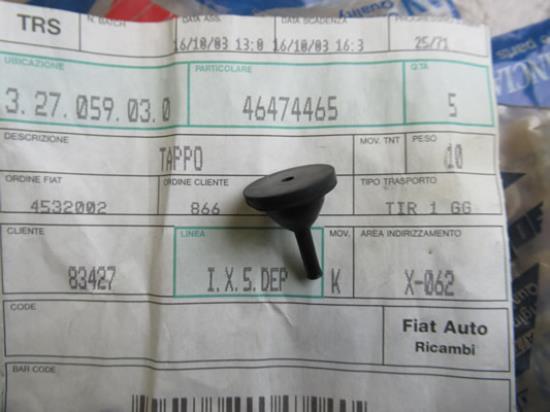 TRS N. BATCH DATA ASS. DATA SCADENZA PROGRESSIVO
16/10/03 13:0 16/10/03 16:3 25/71
UBICAZIONE PARTICOLARE Q.TA
3.27.059.03.0 46474465 5
DESCRIZIONE MOV. TNT PESO
TAPPO 10
ORDINE FIAT ORDINE CLIENTE TIPO TRASPORTO
4532002 866 TIR 1 GG
CLIENTE LINEA MOV. AREA INDIRIZZAMENTO
83427 I.X.S.DEP K X-062
CODE
Fiat Auto
Ricambi
BAR CODE
Quality